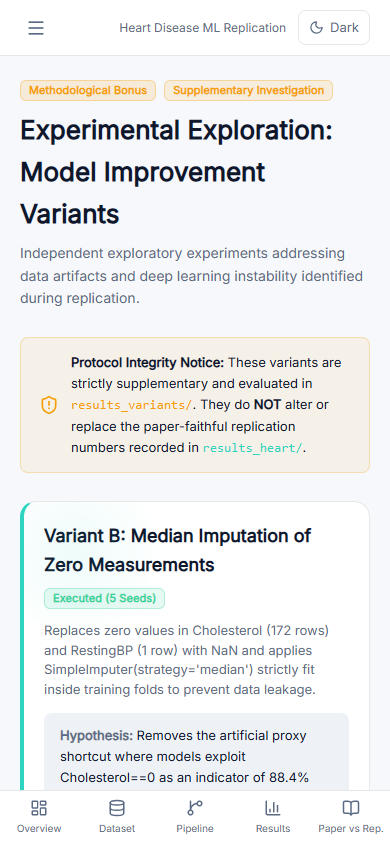 Heart Disease ML Replication
Dark
Methodological Bonus
Supplementary Investigation
Experimental Exploration:
Model Improvement
Variants
Independent exploratory experiments addressing
data artifacts and deep learning instability identified
during replication.
Protocol Integrity Notice: These variants are
strictly supplementary and evaluated in
results_variants/. They do NOT alter or
replace the paper-faithful replication
numbers recorded in results_heart/.
Variant B: Median Imputation of
Zero Measurements
Executed (5 Seeds)
Replaces zero values in Cholesterol (172 rows)
and RestingBP (1 row) with NaN and applies
SimpleImputer(strategy='median') strictly fit
inside training folds to prevent data leakage.
Hypothesis: Removes the artificial proxy
shortcut where models exploit
Cholesterol==0 as an indicator of 88.4%
Overview
Dataset
Pipeline
Results
Paper vs Rep.